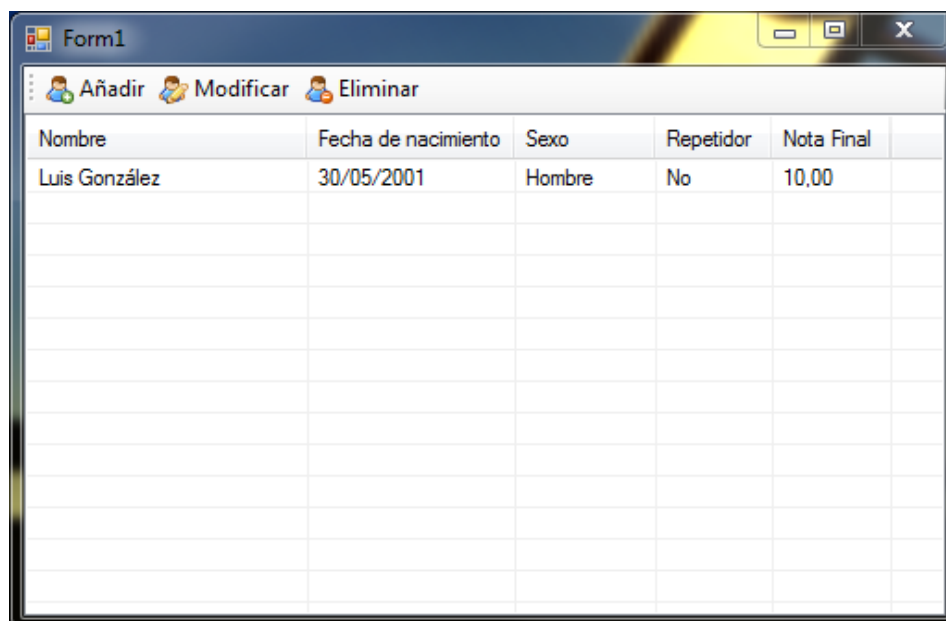 Form1
Añadir Modificar Eliminar
Nombre Fecha de nacimiento Sexo Repetidor Nota Final
Luis González 30/05/2001 Hombre No 10,00